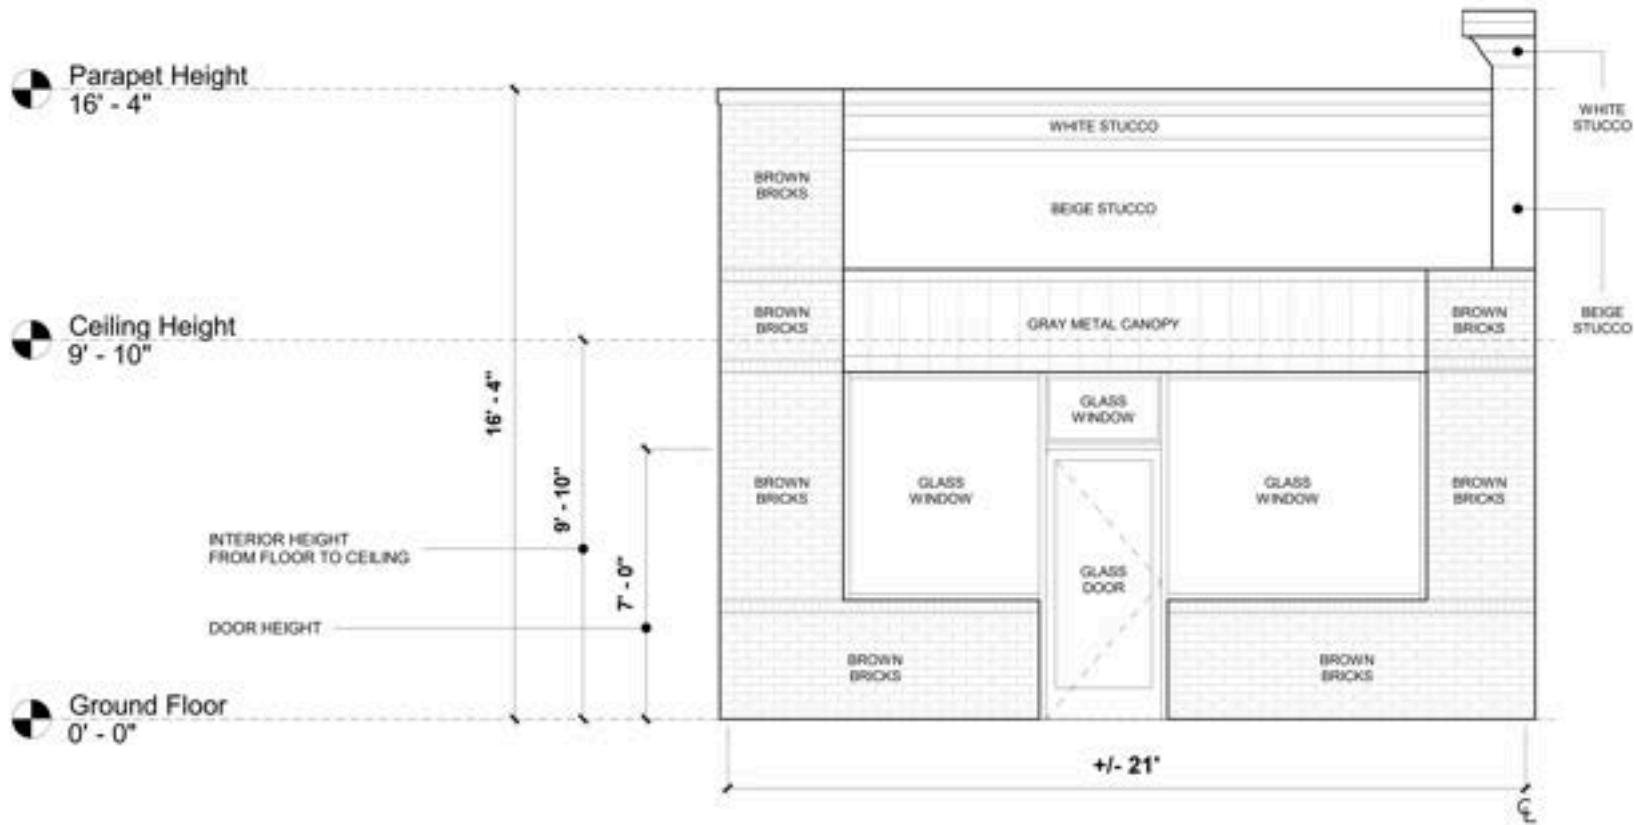 Parapet Height
16' - 4"
WHITE STUCCO
WHITE
STUCCO
BROWN
BRICKS
BEIGE STUCCO
Ceiling Height
9' - 10"
BROWN
BRICKS
GRAY METAL CANOPY
BROWN
BRICKS
BEIGE
STUCCO
16' - 4"
GLASS
WINDOW
9' - 10"
BROWN
BRICKS
GLASS
WINDOW
GLASS
WINDOW
BROWN
BRICKS
INTERIOR HEIGHT
FROM FLOOR TO CEILING
7' - 0"
GLASS
DOOR
DOOR HEIGHT
BROWN
BRICKS
BROWN
BRICKS
Ground Floor
0' - 0"
+/- 21'
℄